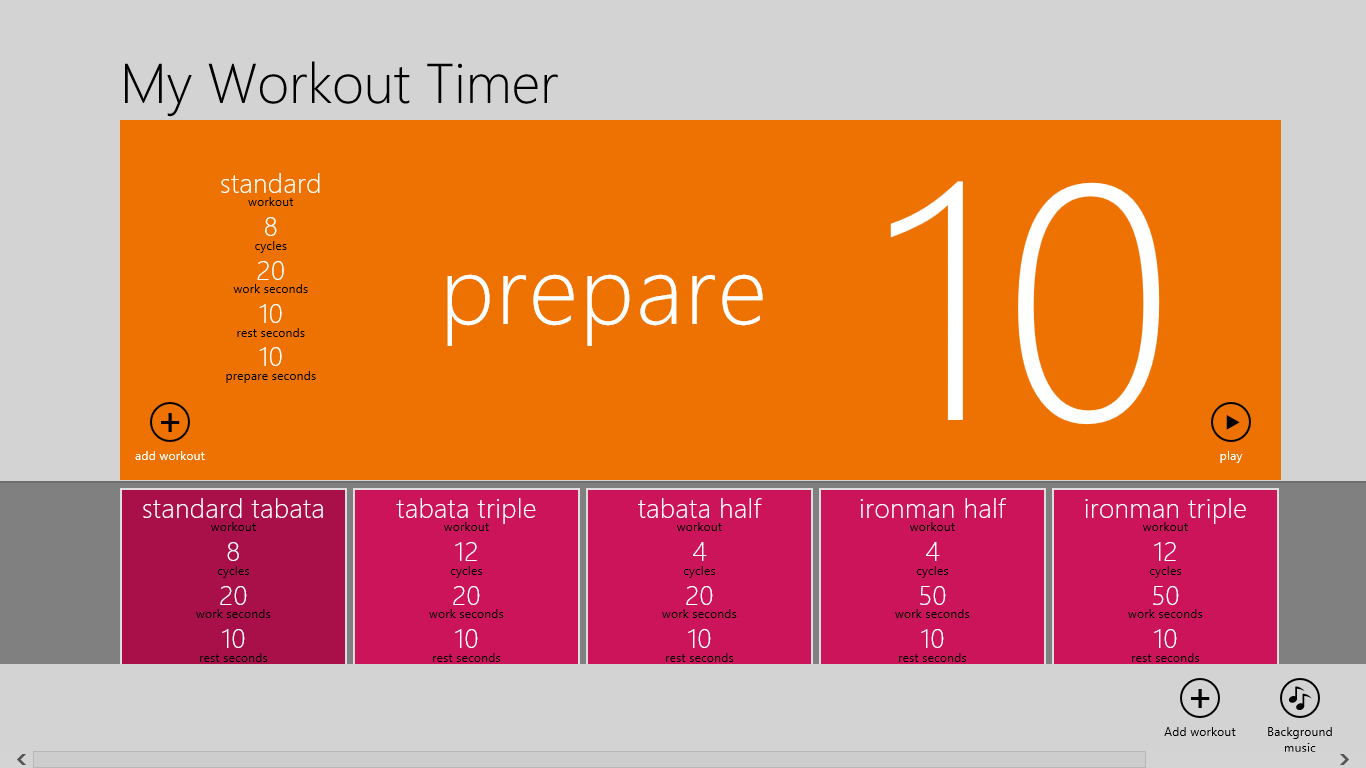 My Workout Timer
standard
workout
8
cycles
20
work seconds
10
rest seconds
10
prepare seconds
prepare
10
add workout
play
standard tabata
workout
8
cycles
20
work seconds
10
rest seconds
tabata triple
workout
12
cycles
20
work seconds
10
rest seconds
tabata half
workout
4
cycles
20
work seconds
10
rest seconds
ironman half
workout
4
cycles
50
work seconds
10
rest seconds
ironman triple
workout
12
cycles
50
work seconds
10
rest seconds
Add workout
Background
music